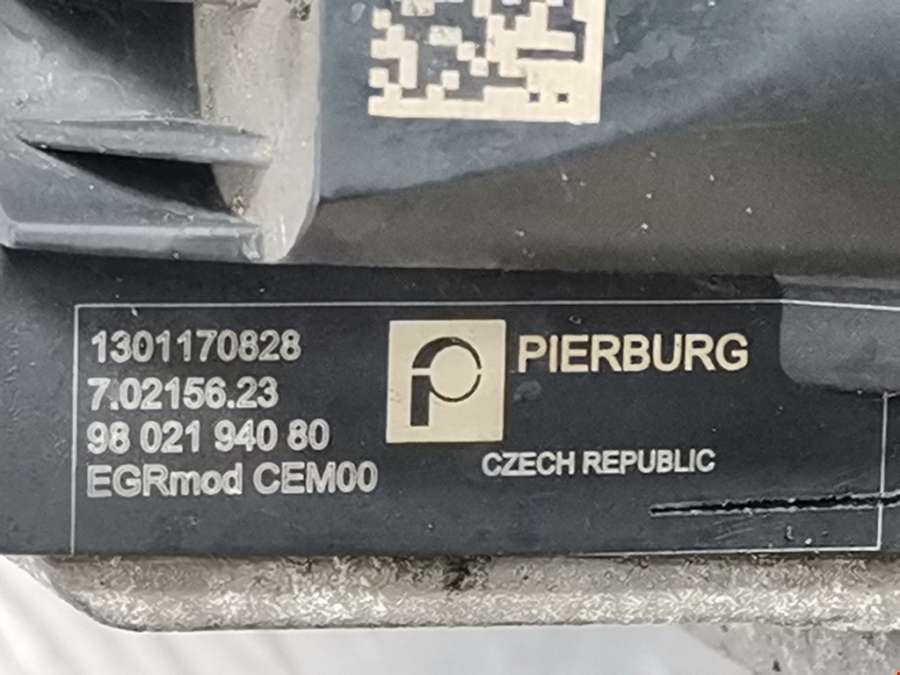 1301170828
7.02156.23
98 021 940 80
EGRmod CEM00
PIERBURG
CZECH REPUBLIC